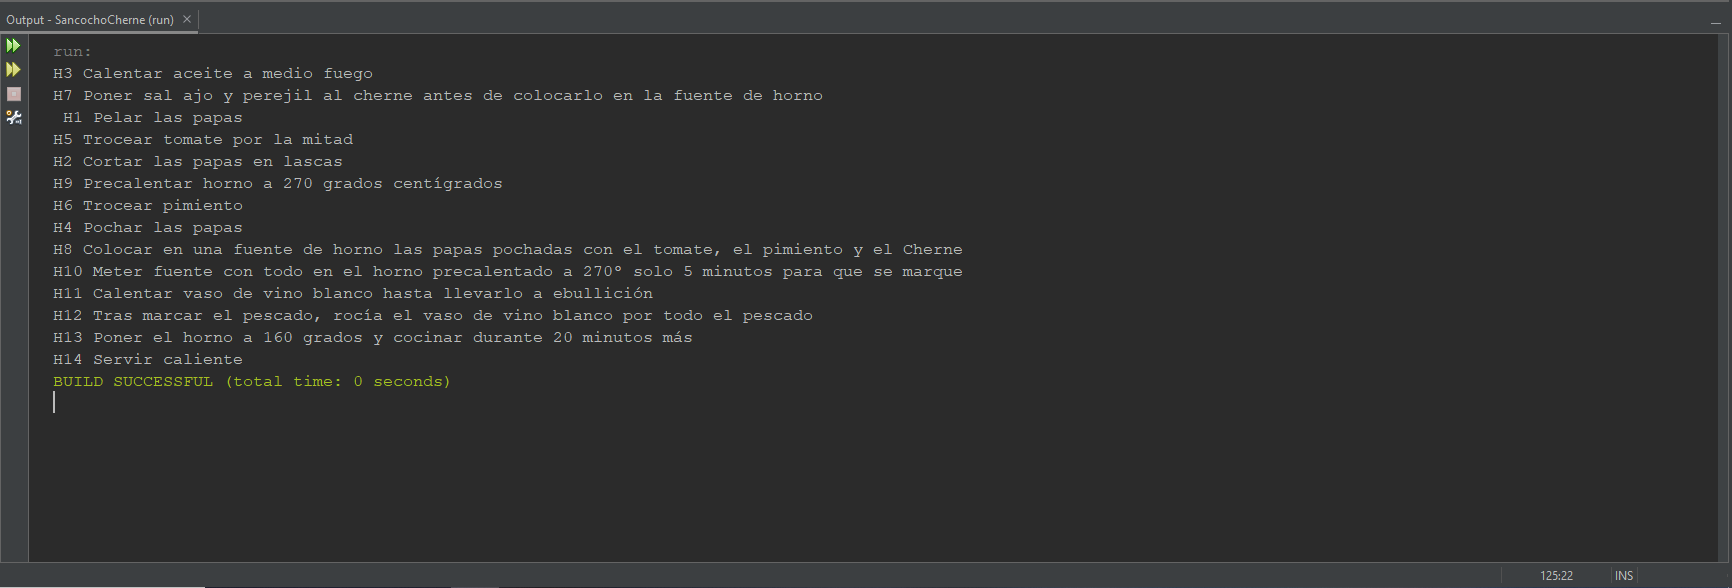 Output - SancochoCherne (run) ×
run:
H3 Calentar aceite a medio fuego
H7 Poner sal ajo y perejil al cherne antes de colocarlo en la fuente de horno
H1 Pelar las papas
H5 Trocear tomate por la mitad
H2 Cortar las papas en lascas
H9 Precalentar horno a 270 grados centígrados
H6 Trocear pimiento
H4 Pochar las papas
H8 Colocar en una fuente de horno las papas pochadas con el tomate, el pimiento y el Cherne
H10 Meter fuente con todo en el horno precalentado a 270º solo 5 minutos para que se marque
H11 Calentar vaso de vino blanco hasta llevarlo a ebullición
H12 Tras marcar el pescado, rocía el vaso de vino blanco por todo el pescado
H13 Poner el horno a 160 grados y cocinar durante 20 minutos más
H14 Servir caliente
BUILD SUCCESSFUL (total time: 0 seconds)
125:22 INS